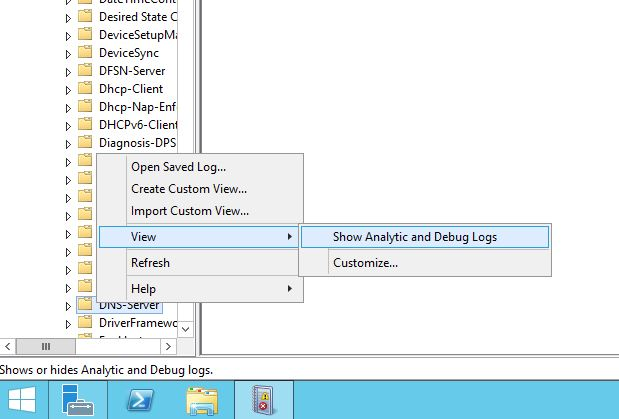 DateTimeCont
Desired State C
DeviceSetupMa
DeviceSync
DFSN-Server
Dhcp-Client
Dhcp-Nap-Enf
DHCPv6-Client
Diagnosis-DPS
Open Saved Log...
Create Custom View...
Import Custom View...
View
Show Analytic and Debug Logs
Refresh
Customize...
Help
DNS-Server
DriverFramewo
Shows or hides Analytic and Debug logs.